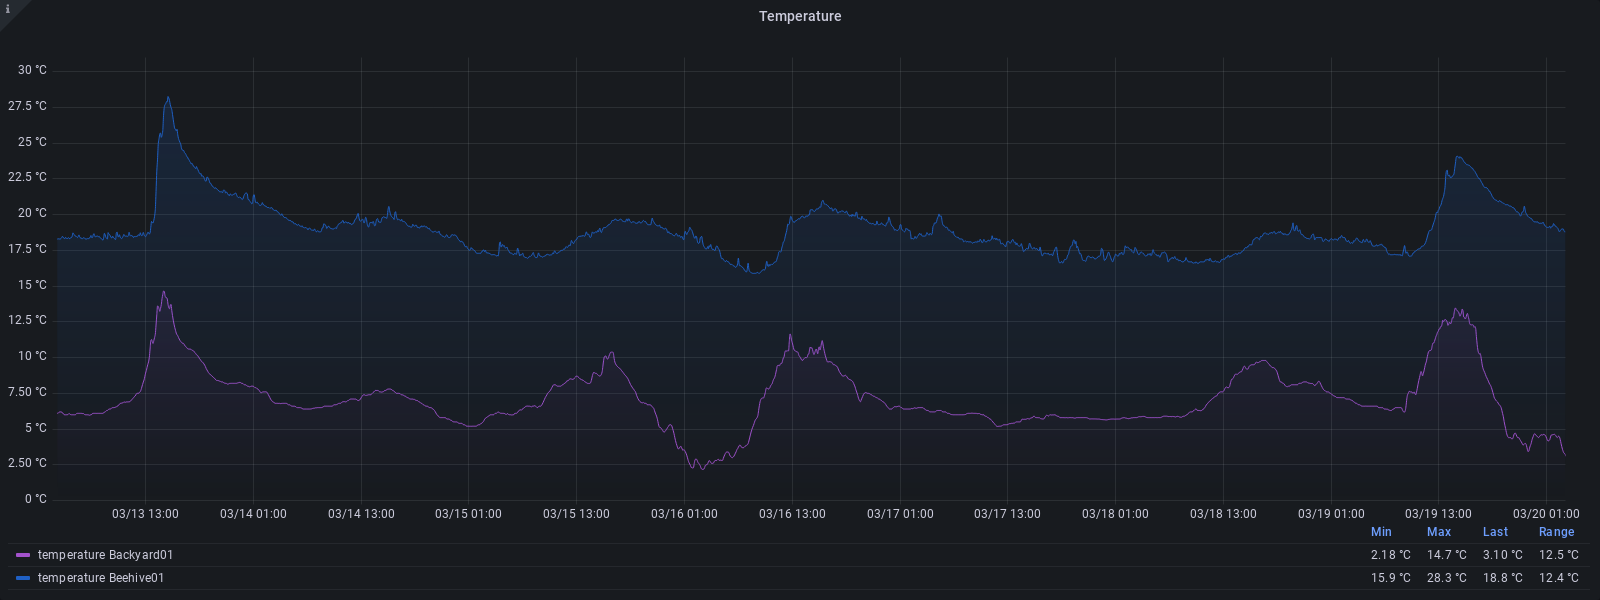 i
Temperature
30 °C
27.5 °C
25 °C
22.5 °C
20 °C
17.5 °C
15 °C
12.5 °C
10 °C
7.50 °C
5 °C
2.50 °C
0 °C
03/13 13:00 03/14 01:00 03/14 13:00 03/15 01:00 03/15 13:00 03/16 01:00 03/16 13:00 03/17 01:00 03/17 13:00 03/18 01:00 03/18 13:00 03/19 01:00 03/19 13:00 03/20 01:00
Min Max Last Range
temperature Backyard01 2.18 °C 14.7 °C 3.10 °C 12.5 °C
temperature Beehive01 15.9 °C 28.3 °C 18.8 °C 12.4 °C